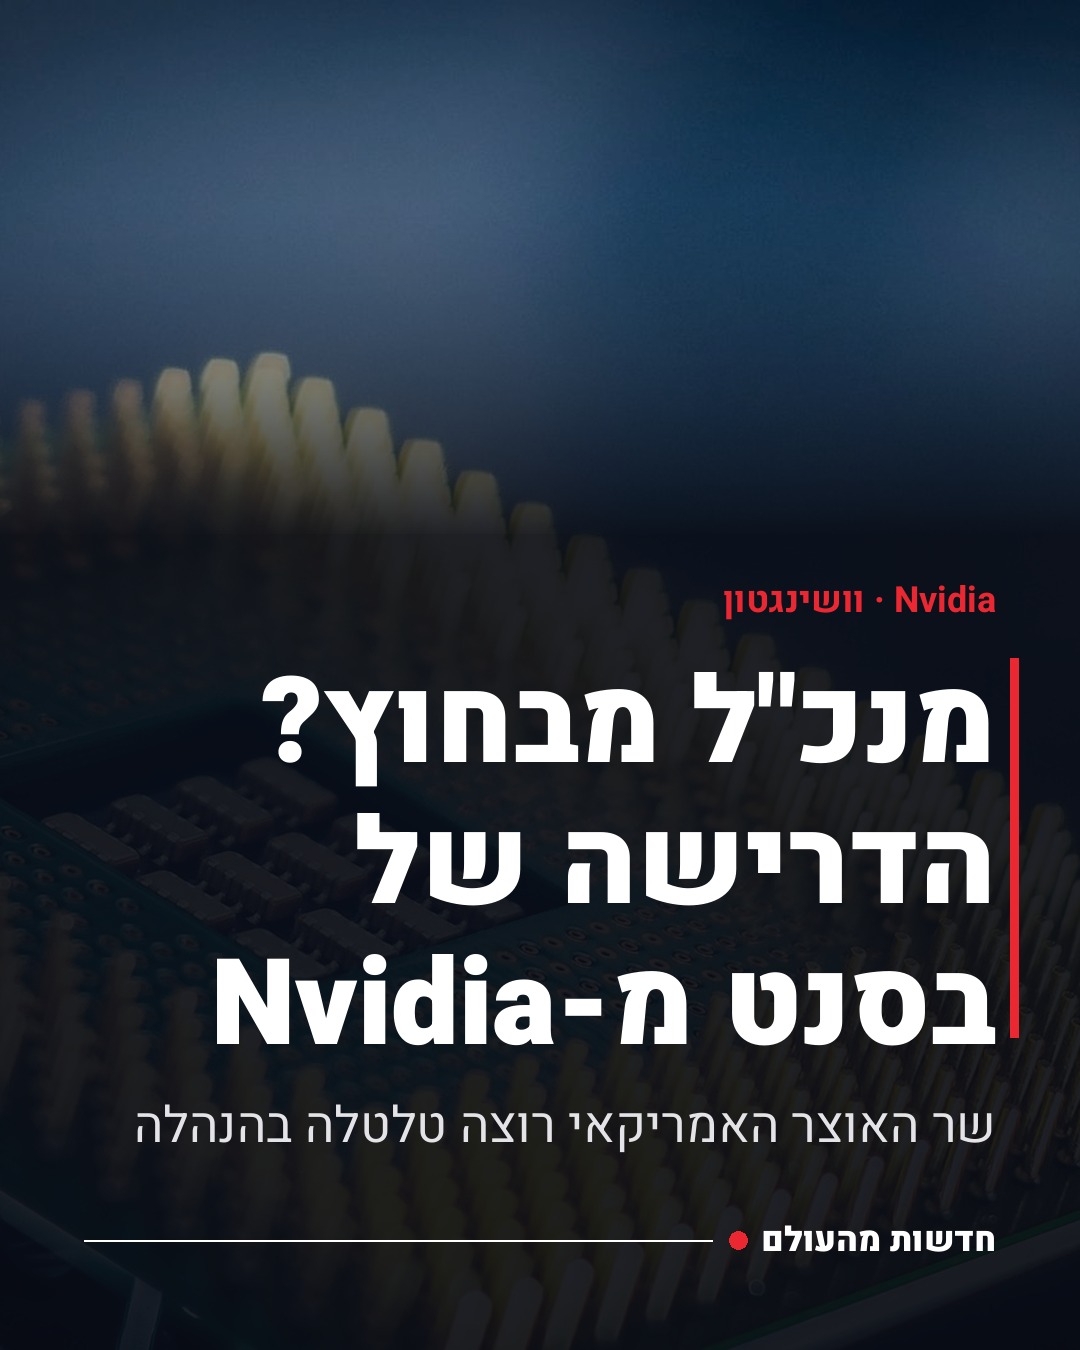 Nvidia · וושינגטון
מנכ"ל מבחוץ?
הדרישה של
בסנט מ-Nvidia
שר האוצר האמריקאי רוצה טלטלה בהנהלה
חדשות מהעולם